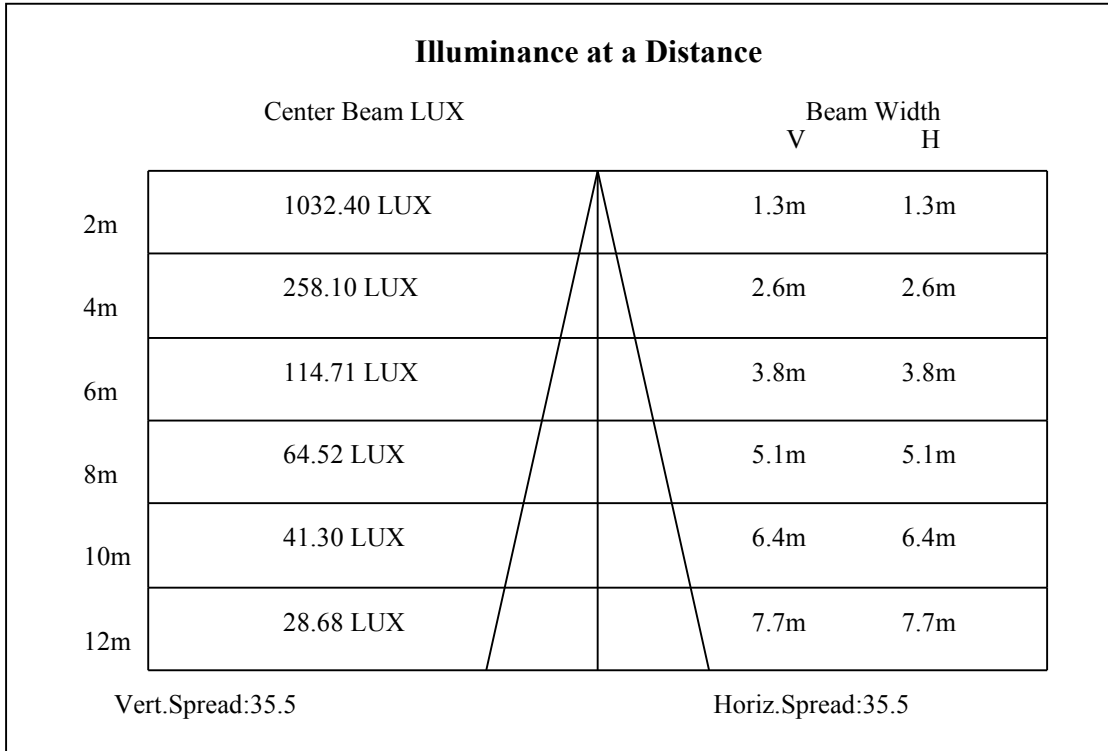 Illuminance at a Distance
Center Beam LUX Beam Width
V H
2m 1032.40 LUX 1.3m 1.3m
4m 258.10 LUX 2.6m 2.6m
6m 114.71 LUX 3.8m 3.8m
8m 64.52 LUX 5.1m 5.1m
10m 41.30 LUX 6.4m 6.4m
12m 28.68 LUX 7.7m 7.7m
Vert.Spread:35.5 Horiz.Spread:35.5